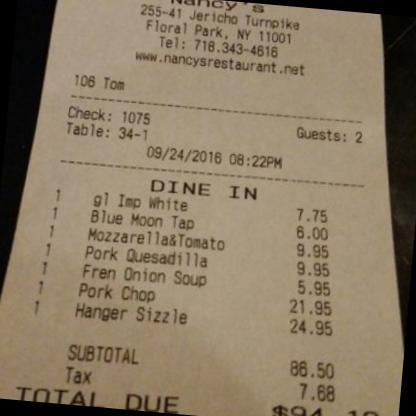 Nancy's
255-41 Jericho Turnpike
Floral Park, NY 11001
Tel: 718.343-4616
www.nancysrestaurant.net
106 Tom
Check: 1075 Guests: 2
Table: 34-1
09/24/2016 08:22PM
DINE IN
1 gl Imp White 7.75
1 Blue Moon Tap 6.00
1 Mozzarella&Tomato 9.95
1 Pork Quesadilla 9.95
1 Fren Onion Soup 5.95
1 Pork Chop 21.95
1 Hanger Sizzle 24.95
SUBTOTAL 86.50
Tax 7.68
TOTAL DUE